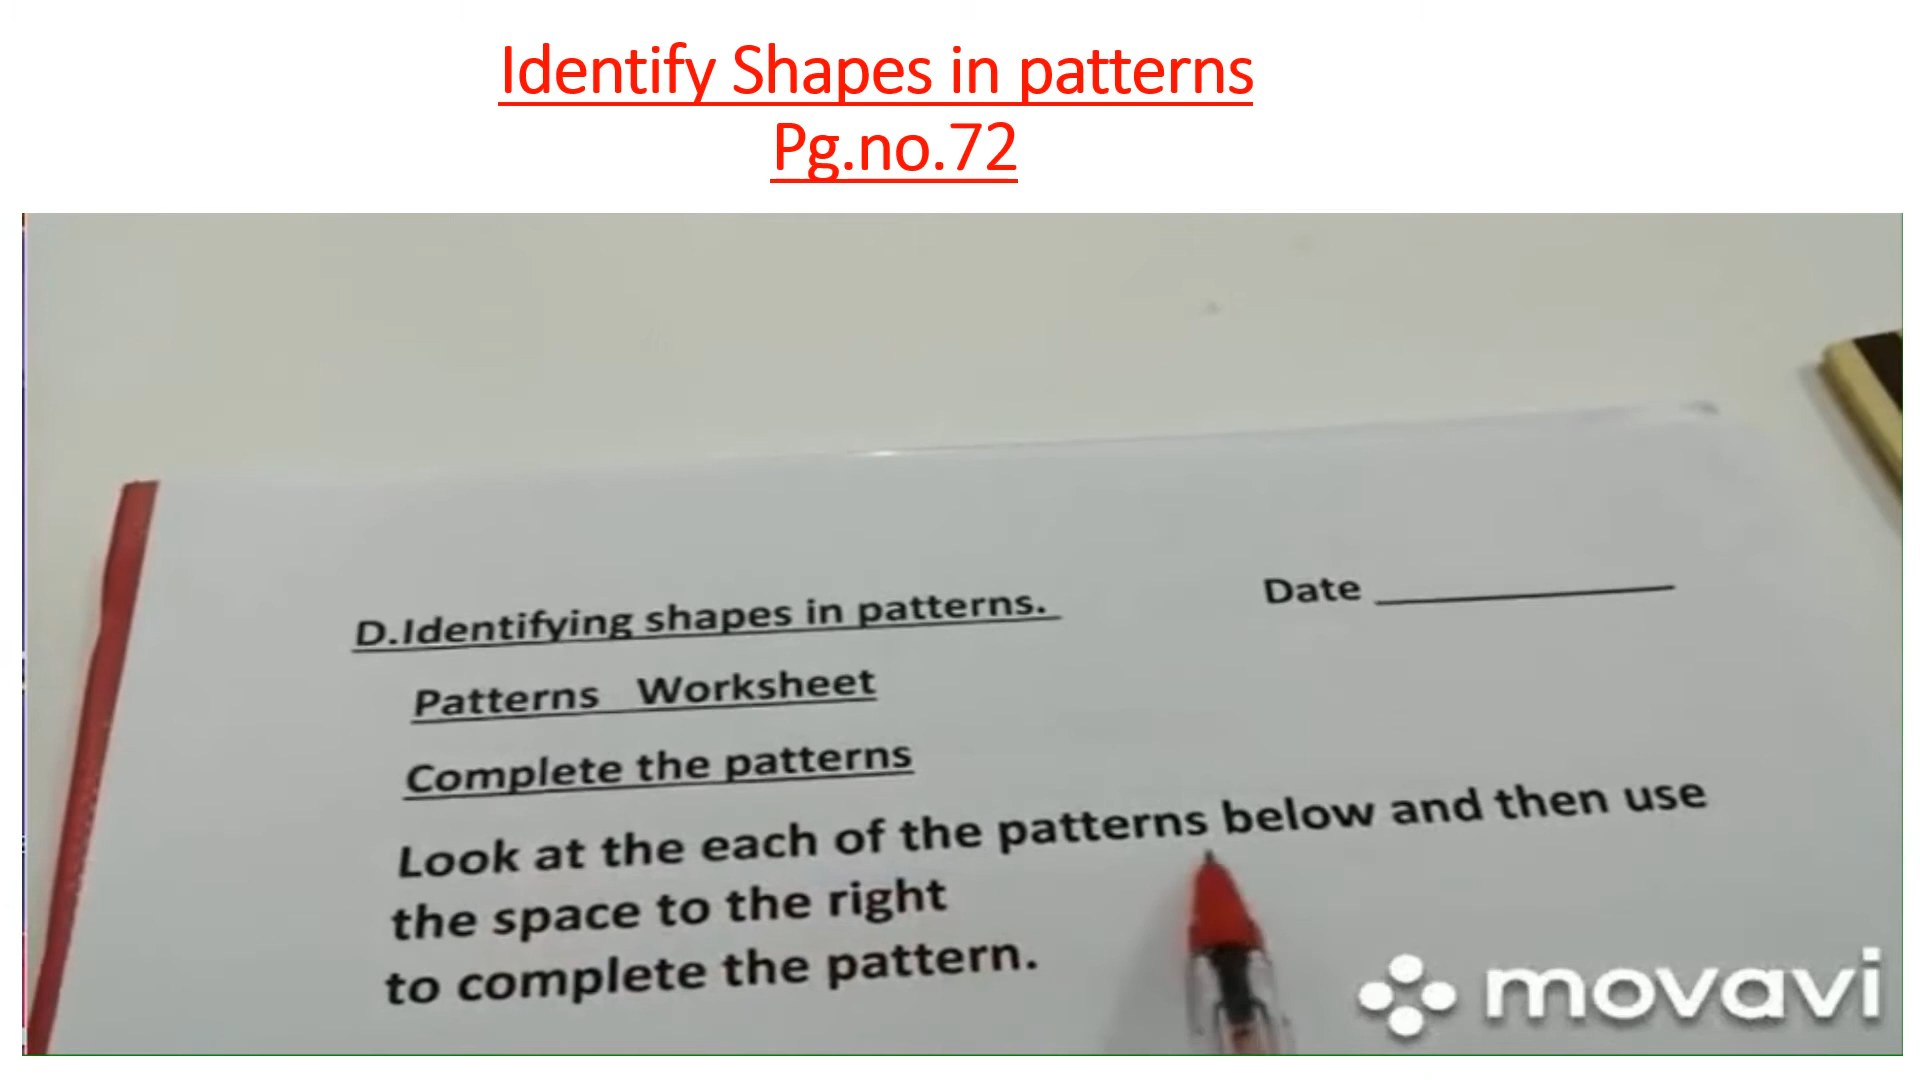 Identify Shapes in patterns
Pg.no.72
D.Identifying shapes in patterns.
Date
Patterns Worksheet
Complete the patterns
Look at the each of the patterns below and then use
the space to the right
to complete the pattern.
movavi